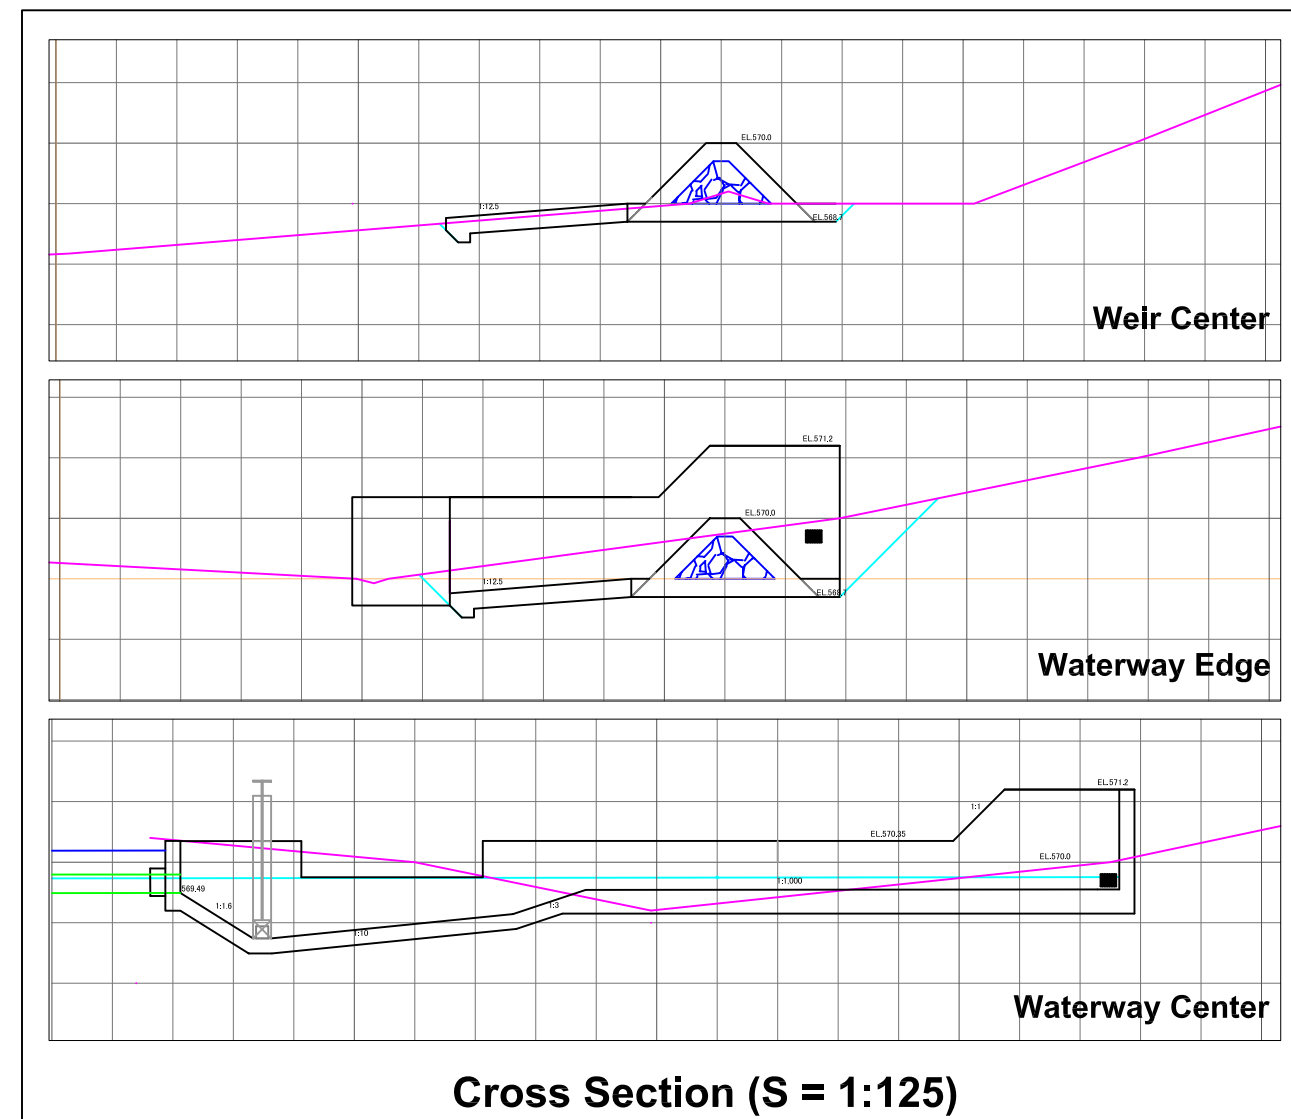 EL.570.0
1:12.5
EL.568.7
Weir Center
EL.571.2
EL.570.0
1:12.5
EL.568.7
Waterway Edge
EL.571.2
1:1
EL.570.35
EL.570.0
1:1.000
569.49
1:1.6
1:3
1:10
Waterway Center
Cross Section (S = 1:125)